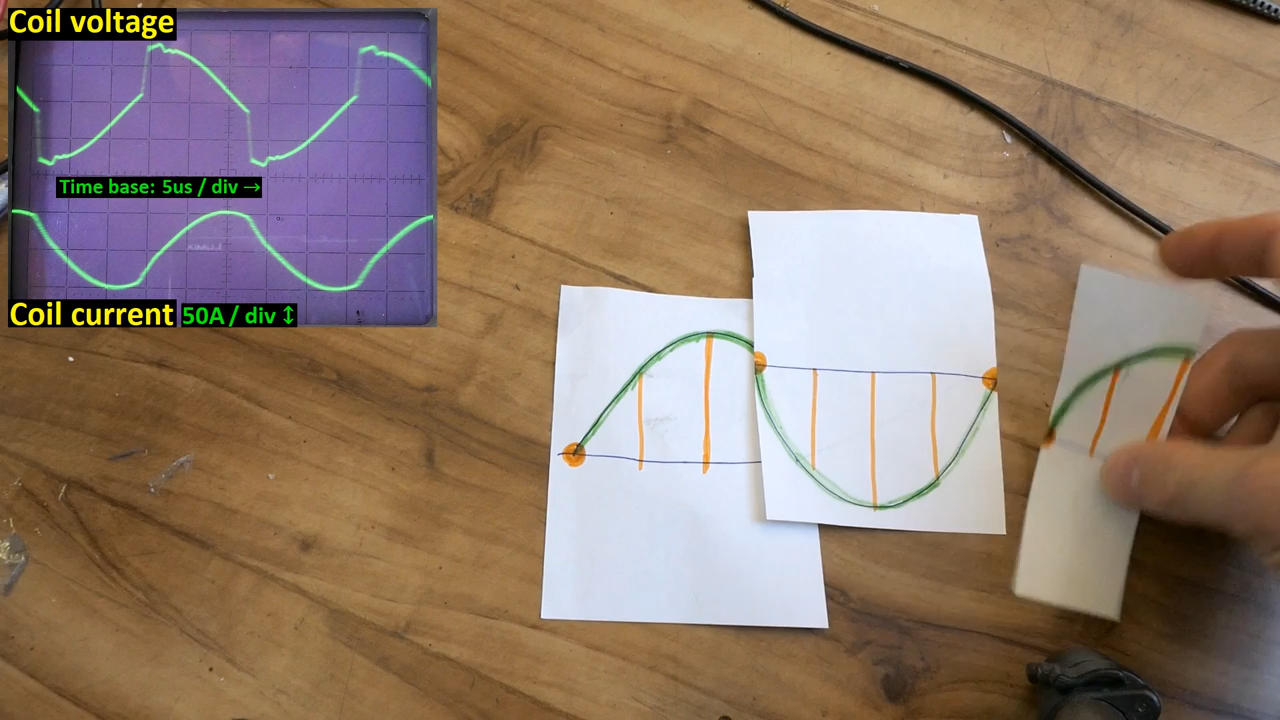 Coil voltage
Time base: 5us / div →
Coil current 50A / div ↕